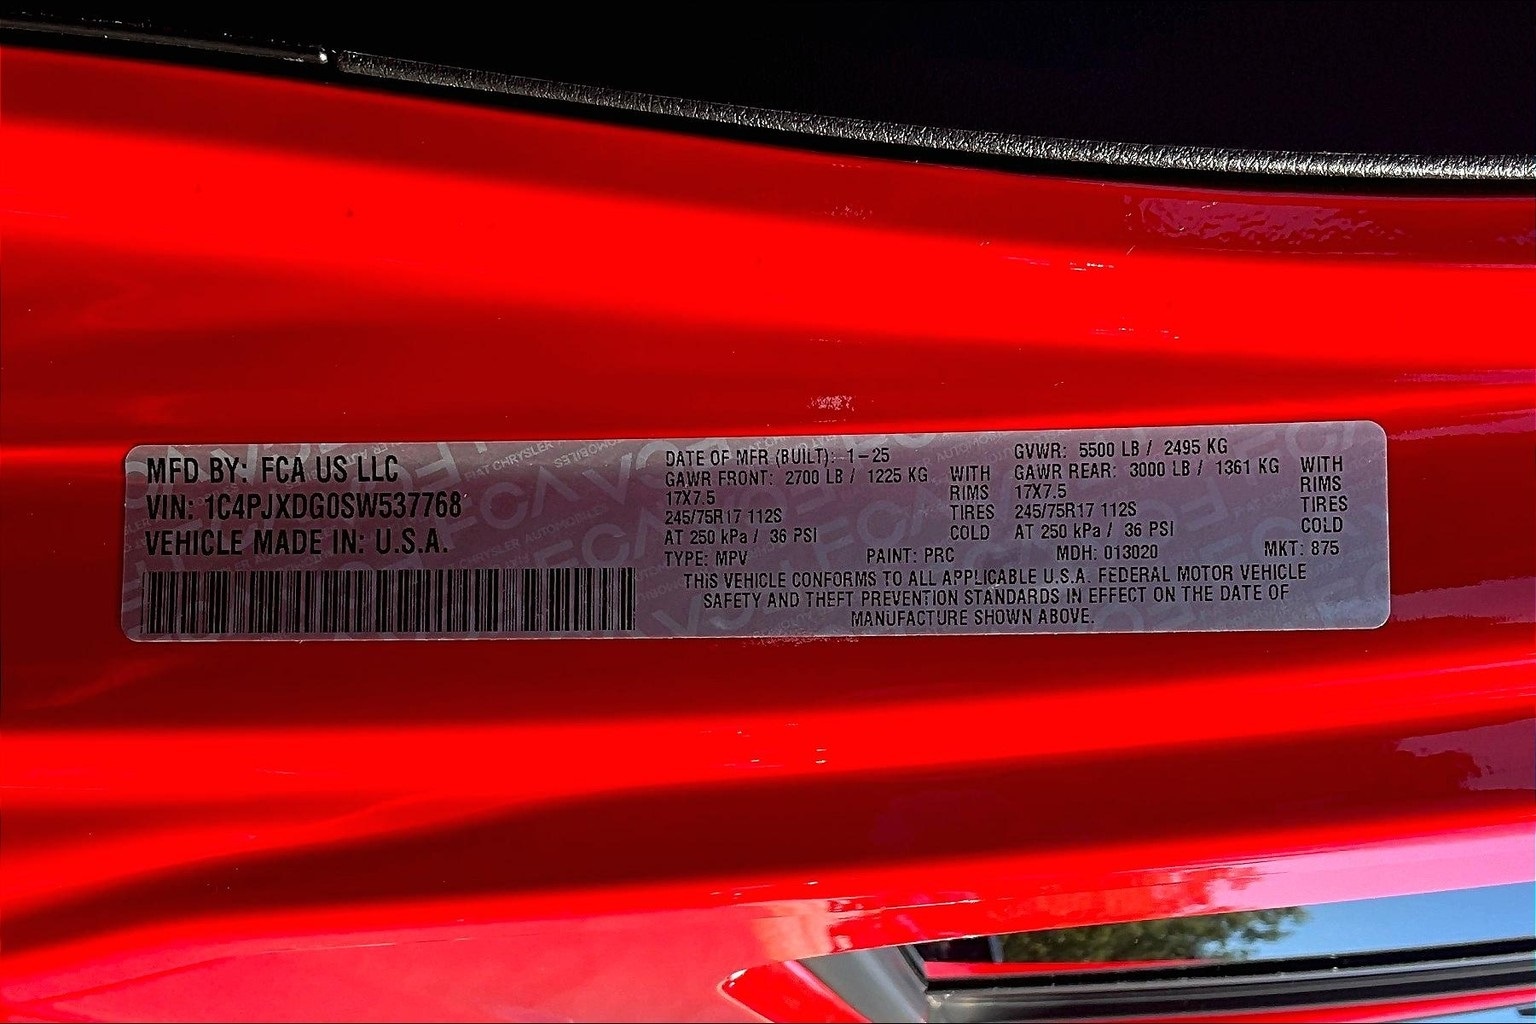 MFD BY: FCA US LLC
VIN: 1C4PJXDG0SW537768
VEHICLE MADE IN: U.S.A.
DATE OF MFR (BUILT): 1-25
GAWR FRONT: 2700 LB / 1225 KG WITH
17X7.5 RIMS
245/75R17 112S TIRES
AT 250 kPa / 36 PSI COLD
GVWR: 5500 LB / 2495 KG
GAWR REAR: 3000 LB / 1361 KG WITH
17X7.5 RIMS
245/75R17 112S TIRES
AT 250 kPa / 36 PSI COLD
TYPE: MPV PAINT: PRC MDH: 013020 MKT: 875
THIS VEHICLE CONFORMS TO ALL APPLICABLE U.S.A. FEDERAL MOTOR VEHICLE
SAFETY AND THEFT PREVENTION STANDARDS IN EFFECT ON THE DATE OF
MANUFACTURE SHOWN ABOVE.